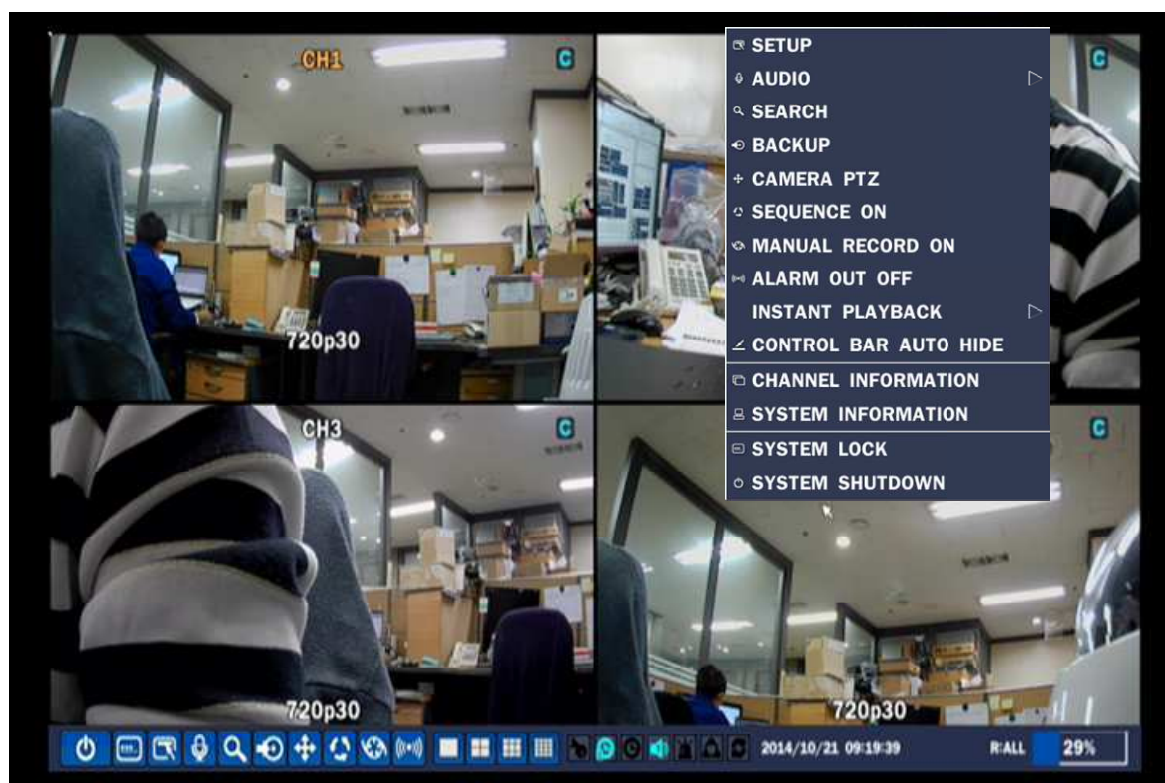 CH1
C
720p30
C
SETUP
AUDIO
SEARCH
BACKUP
CAMERA PTZ
SEQUENCE ON
MANUAL RECORD ON
ALARM OUT OFF
INSTANT PLAYBACK
CONTROL BAR AUTO HIDE
CHANNEL INFORMATION
SYSTEM INFORMATION
SYSTEM LOCK
SYSTEM SHUTDOWN
CH3
C
720p30
C
720p30
2014/10/21 09:19:39
R:ALL
29%